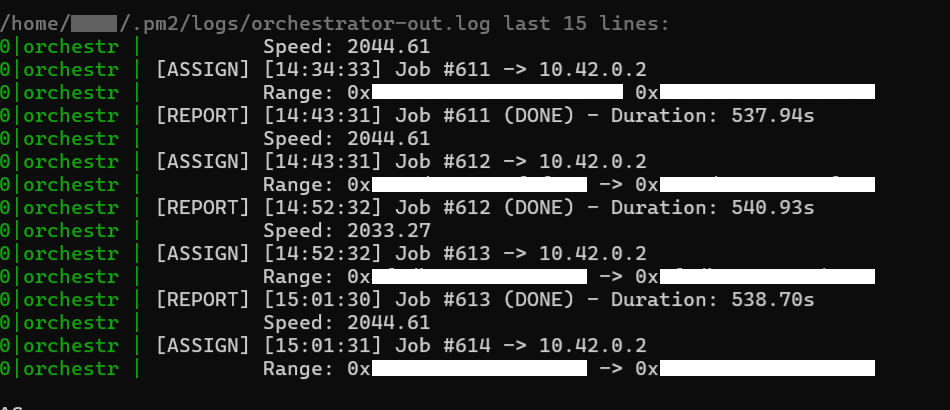 /home/ /.pm2/logs/orchestrator-out.log last 15 lines:
0|orchestr | Speed: 2044.61
0|orchestr | [ASSIGN] [14:34:33] Job #611 -> 10.42.0.2
0|orchestr | Range: 0x 0x
0|orchestr | [REPORT] [14:43:31] Job #611 (DONE) - Duration: 537.94s
0|orchestr | Speed: 2044.61
0|orchestr | [ASSIGN] [14:43:31] Job #612 -> 10.42.0.2
0|orchestr | Range: 0x -> 0x
0|orchestr | [REPORT] [14:52:32] Job #612 (DONE) - Duration: 540.93s
0|orchestr | Speed: 2033.27
0|orchestr | [ASSIGN] [14:52:32] Job #613 -> 10.42.0.2
0|orchestr | Range: 0x -> 0x
0|orchestr | [REPORT] [15:01:30] Job #613 (DONE) - Duration: 538.70s
0|orchestr | Speed: 2044.61
0|orchestr | [ASSIGN] [15:01:31] Job #614 -> 10.42.0.2
0|orchestr | Range: 0x -> 0x